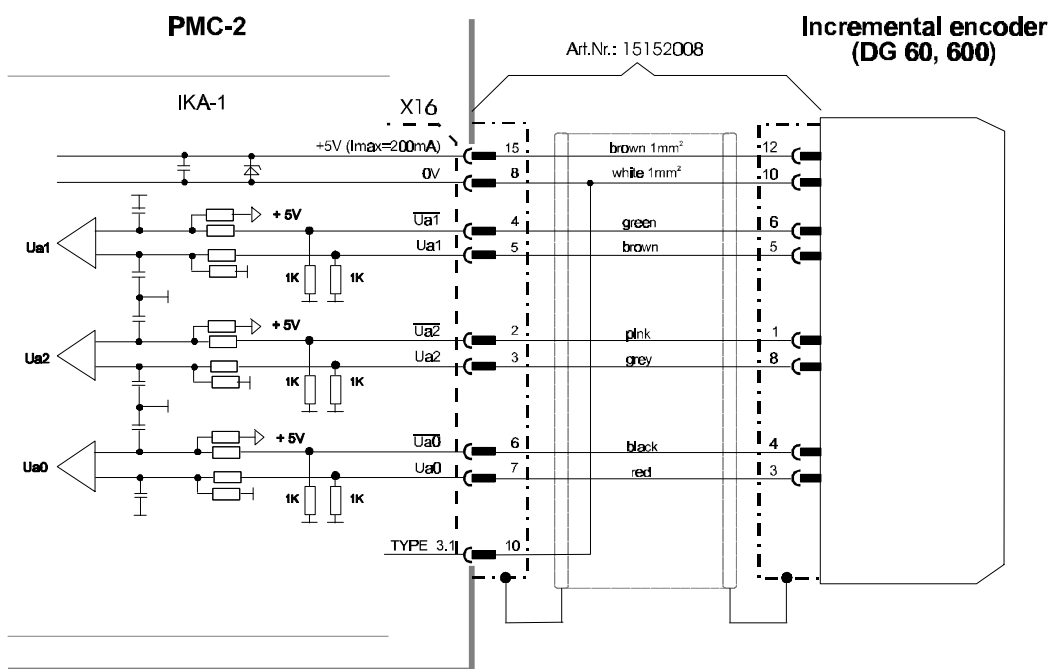 PMC-2
Incremental encoder
(DG 60, 600)
Art.Nr.: 15152008
IKA-1
X16
+5V (Imax=200mA) 15 brown 1mm² 12
0V 8 white 1mm² 10
+ 5V Ua1 4 green 6
Ua1 Ua1 5 brown 5
1K 1K
+ 5V Ua2 2 pink 1
Ua2 Ua2 3 grey 8
1K 1K
+ 5V Ua0 6 black 4
Ua0 Ua0 7 red 3
1K 1K
TYPE 3.1 10